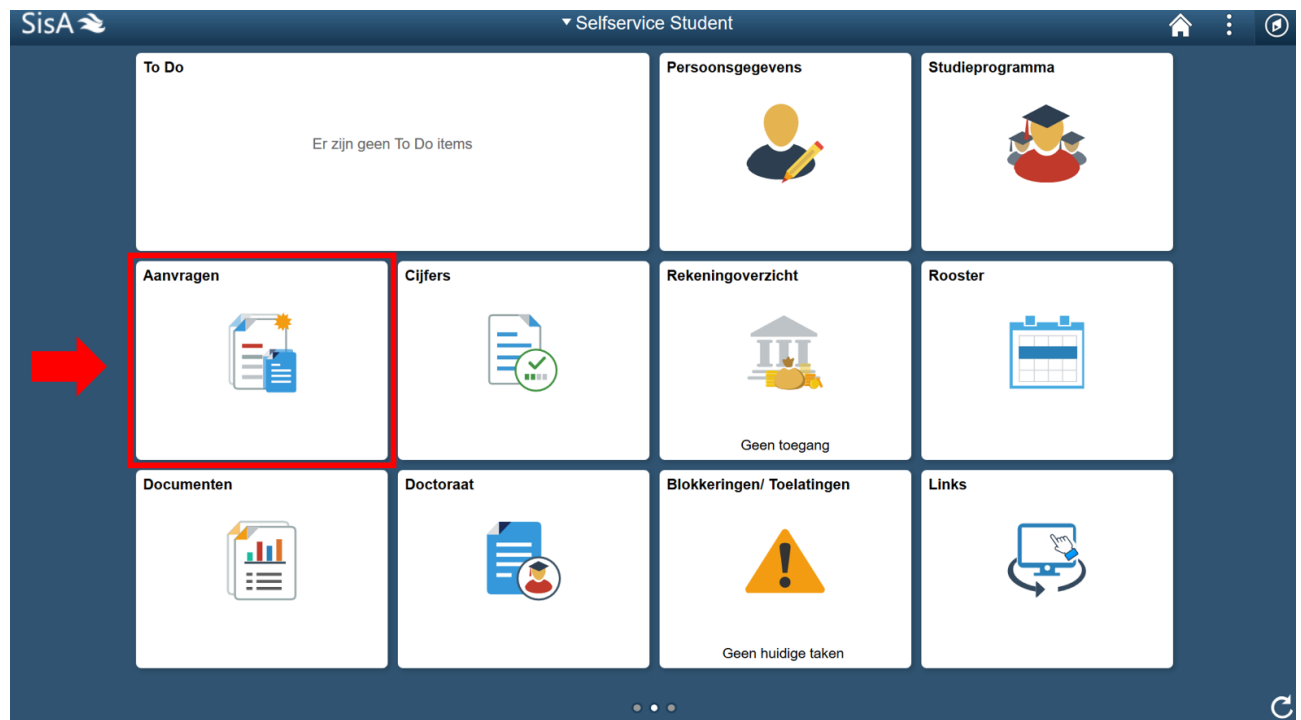 SisA
Selfservice Student
To Do
Persoonsgegevens
Studieprogramma
Er zijn geen To Do items
Aanvragen
Cijfers
Rekeningoverzicht
Rooster
Geen toegang
Documenten
Doctoraat
Blokkeringen/ Toelatingen
Links
Geen huidige taken